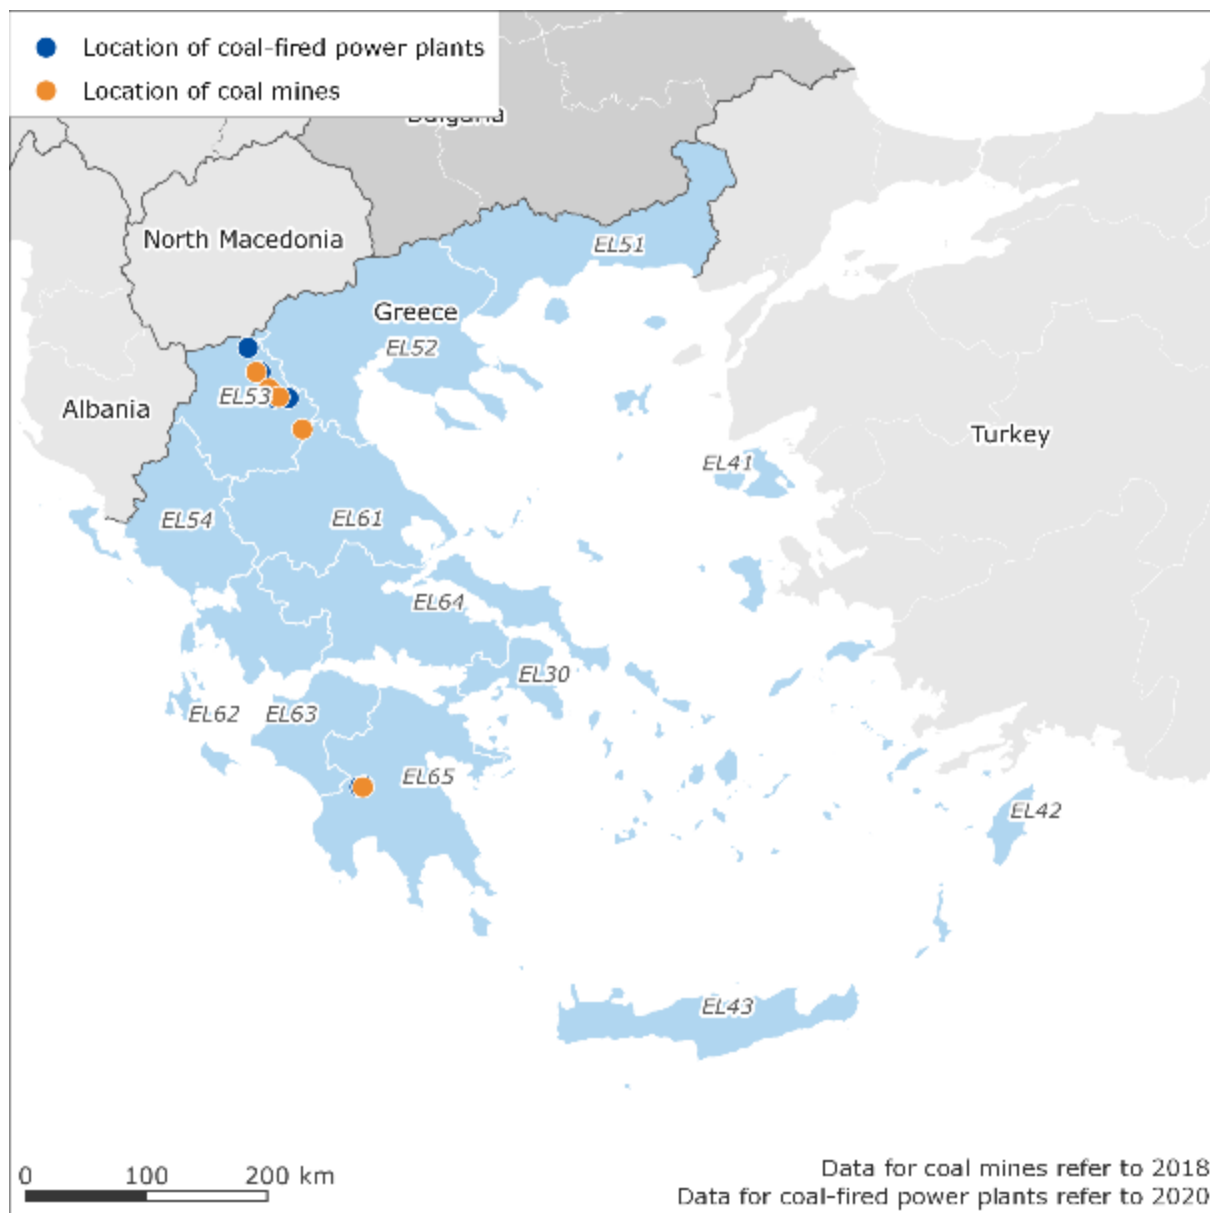 Location of coal-fired power plants
Location of coal mines
Bulgaria
North Macedonia
EL51
Greece
EL52
EL53
Albania
Turkey
EL41
EL54
EL61
EL64
EL30
EL62
EL63
EL65
EL42
EL43
0 100 200 km
Data for coal mines refer to 2018
Data for coal-fired power plants refer to 2020